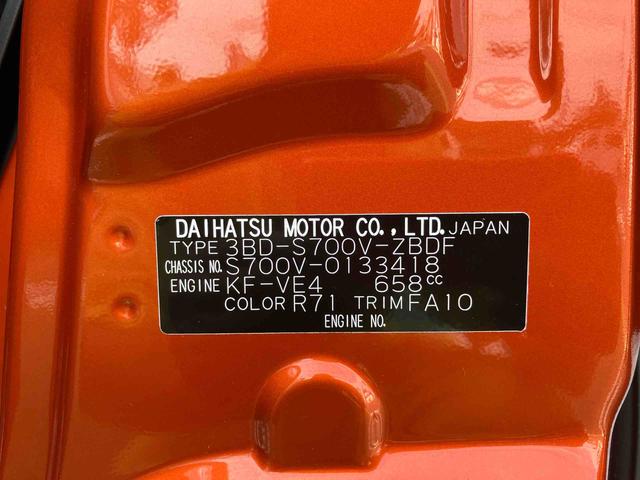 DAIHATSU MOTOR CO.,LTD. JAPAN
TYPE 3BD-S700V-ZBDF
CHASSIS NO. S700V-0133418
ENGINE KF-VE4 658cc
COLOR R71 TRIM FA10
ENGINE NO.